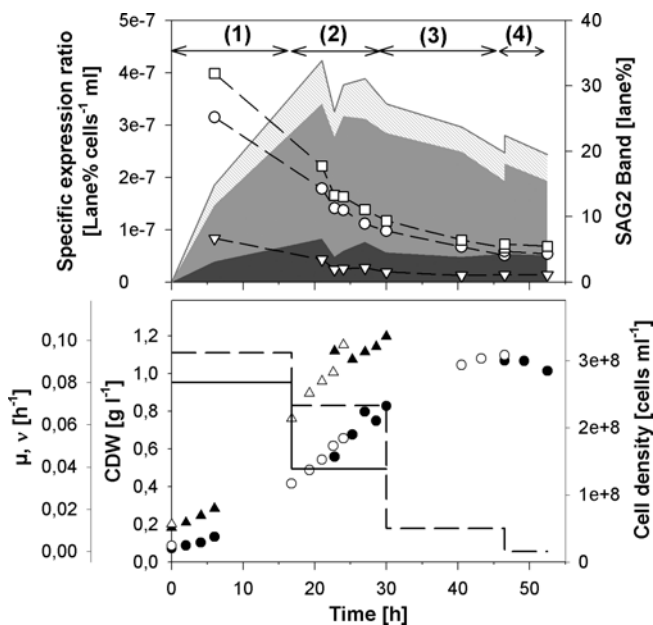 Specific expression ratio
[Lane% cells⁻¹ ml]
5e-7
4e-7
3e-7
2e-7
1e-7
0
(1) (2) (3) (4)
40
30
20
10
0
SAG2 Band [lane%]
μ, ν [h⁻¹]
0,10
0,08
0,06
0,04
0,02
0,00
CDW [g l⁻¹]
1,2
1,0
0,8
0,6
0,4
0,2
0,0
3e+8
2e+8
1e+8
0
Cell density [cells ml⁻¹]
0 10 20 30 40 50
Time [h]